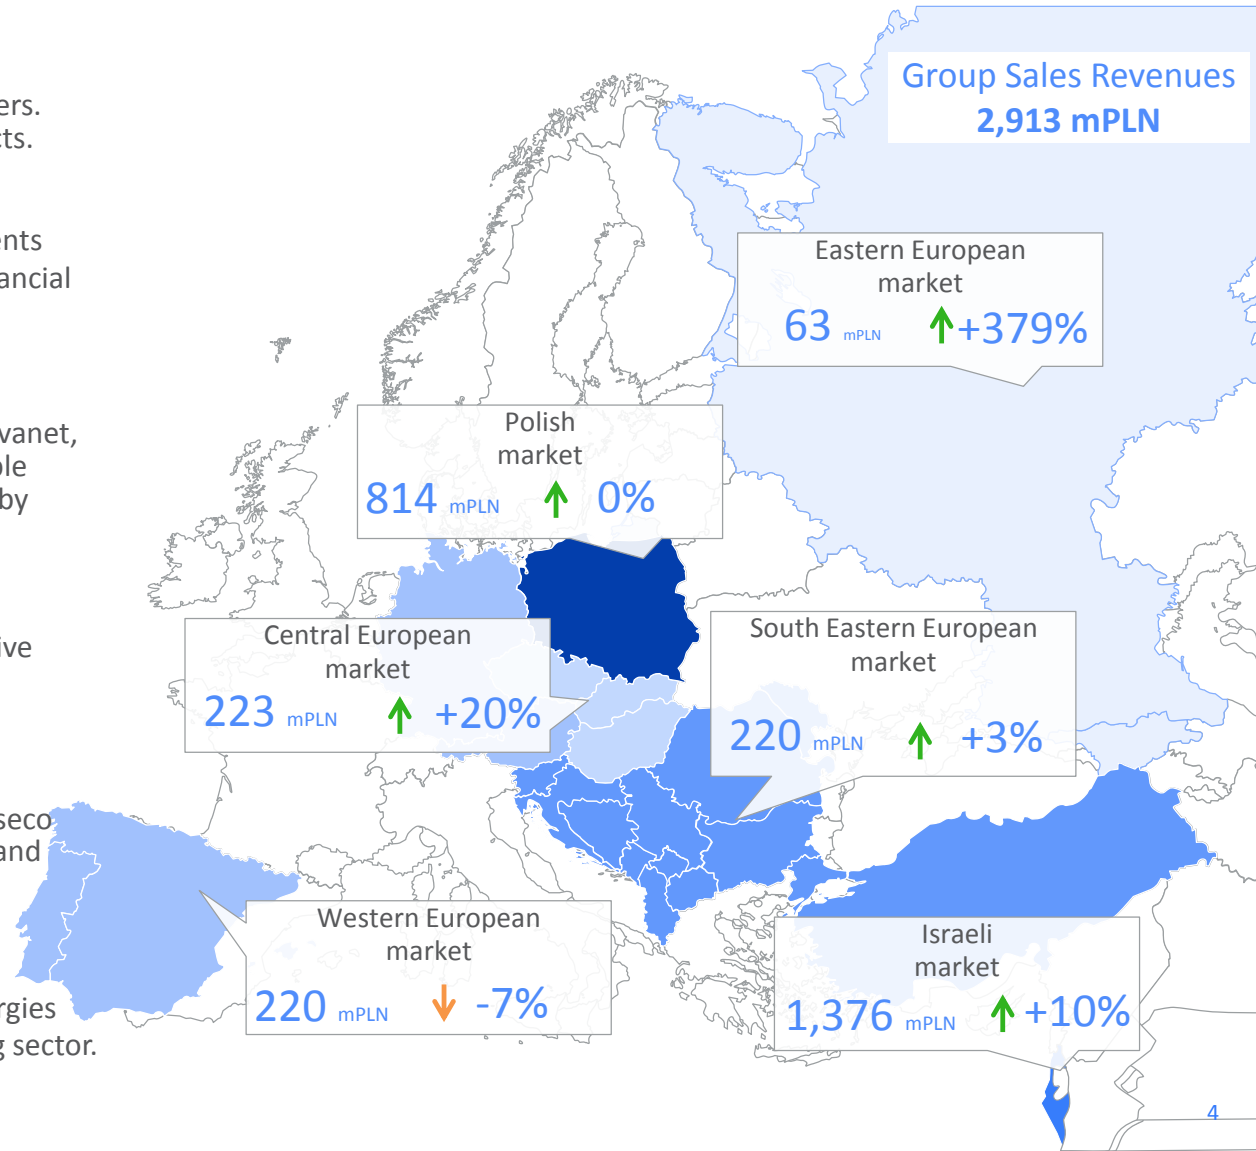 ers.
cts.
ents
ancial
vanet,
ple
by
ive
seco
and
rgies
g sector.
Group Sales Revenues
2,913 mPLN
Eastern European
market
63 mPLN +379%
Polish
market
814 mPLN 0%
Central European
market
223 mPLN +20%
South Eastern European
market
220 mPLN +3%
Western European
market
220 mPLN -7%
Israeli
market
1,376 mPLN +10%
4